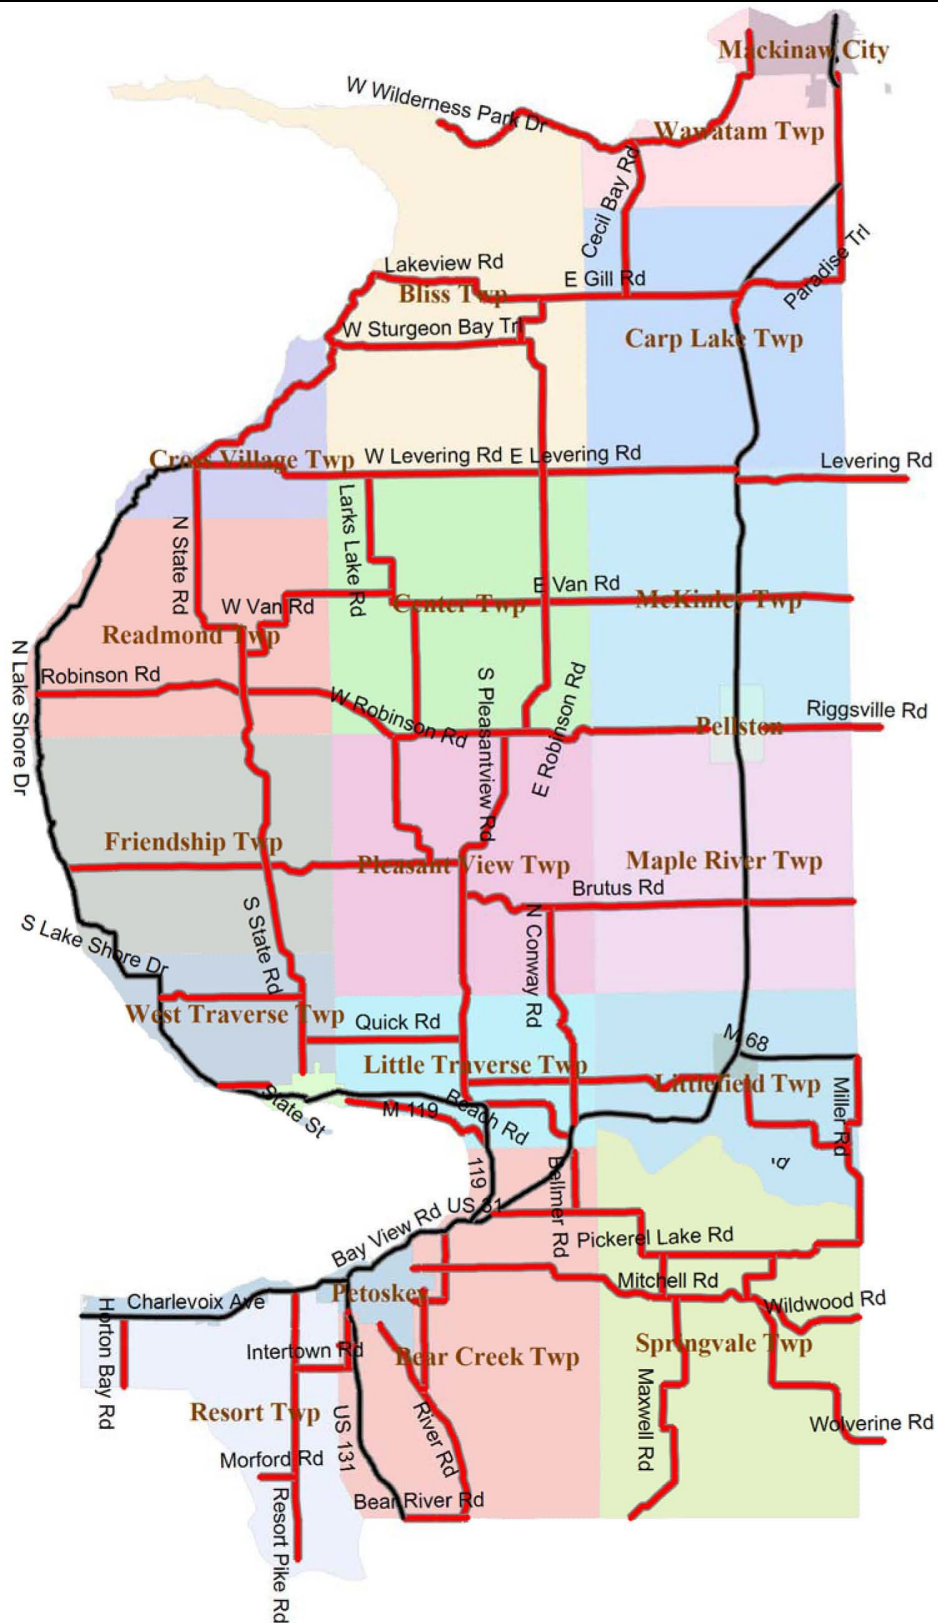 Mackinaw City
W Wilderness Park Dr
Wawatam Twp
Cecil Bay Rd
Paradise Trl
Lakeview Rd
E Gill Rd
Bliss Twp
W Sturgeon Bay Trl
Carp Lake Twp
Cross Village Twp
W Levering Rd
E Levering Rd
Levering Rd
Larks Lake Rd
N State Rd
E Van Rd
W Van Rd
Center Twp
McKinley Twp
Readmond Twp
N Lake Shore Dr
Robinson Rd
W Robinson Rd
S Pleasantview Rd
E Robinson Rd
Riggsville Rd
Pellston
Friendship Twp
Pleasant View Twp
Maple River Twp
Brutus Rd
S State Rd
N Conway Rd
S Lake Shore Dr
West Traverse Twp
Quick Rd
M 68
Little Traverse Twp
Littlefield Twp
State St
M 119
Beach Rd
Miller Rd
119
Bellmer Rd
US 31
Bay View Rd
Pickerel Lake Rd
Mitchell Rd
Petoskey
Charlevoix Ave
Wildwood Rd
Horton Bay Rd
Intertown Rd
Bear Creek Twp
Springvale Twp
Resort Twp
US 131
River Rd
Maxwell Rd
Wolverine Rd
Morford Rd
Bear River Rd
Resort Pike Rd